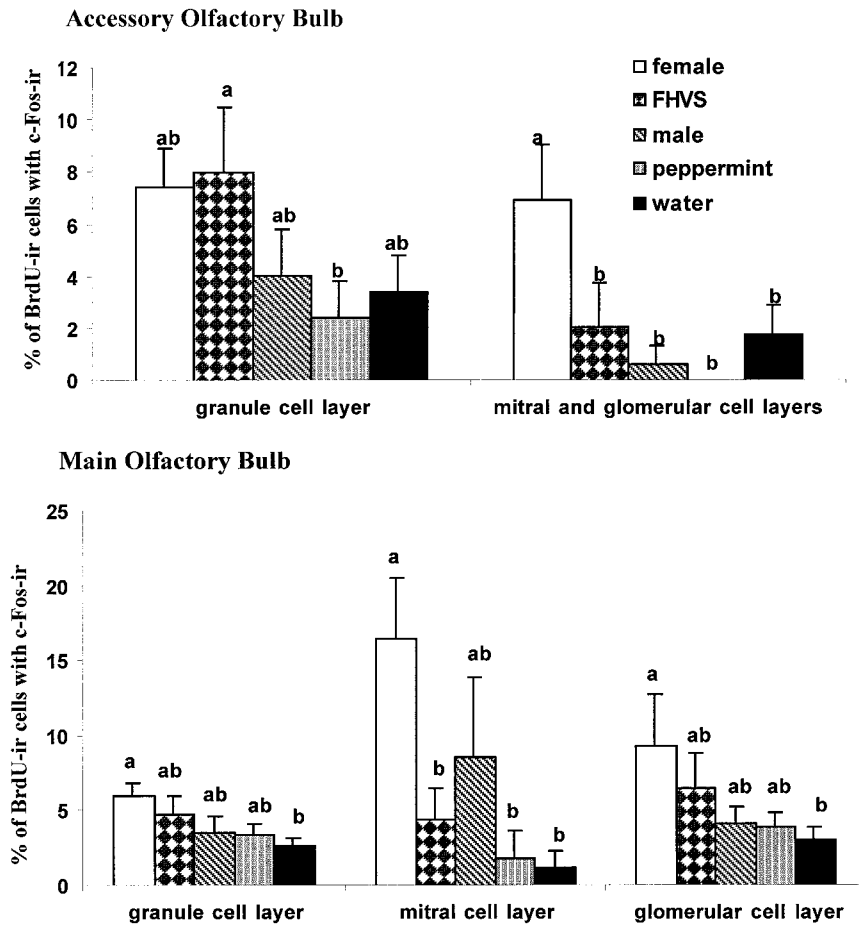 Accessory Olfactory Bulb
% of BrdU-ir cells with c-Fos-ir
12
10
8
6
4
2
0
ab
a
ab
b
ab
a
b
b
b
b
female
FHVS
male
peppermint
water
granule cell layer
mitral and glomerular cell layers
Main Olfactory Bulb
% of BrdU-ir cells with c-Fos-ir
25
20
15
10
5
0
a
ab
ab
ab
b
a
b
ab
b
b
a
ab
ab
ab
b
granule cell layer
mitral cell layer
glomerular cell layer